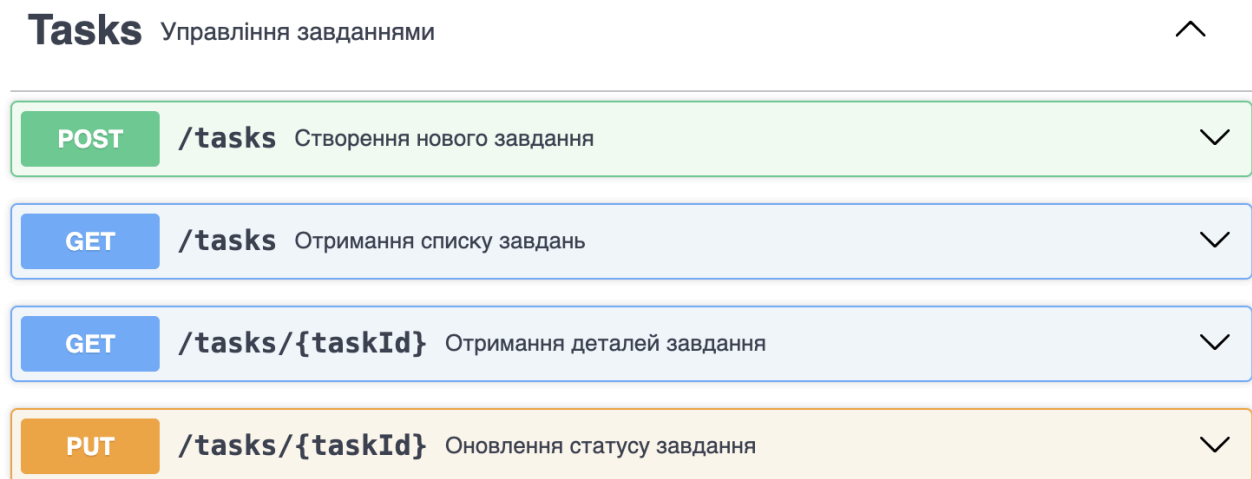 Tasks Управління завданнями
POST /tasks Створення нового завдання
GET /tasks Отримання списку завдань
GET /tasks/{taskId} Отримання деталей завдання
PUT /tasks/{taskId} Оновлення статусу завдання